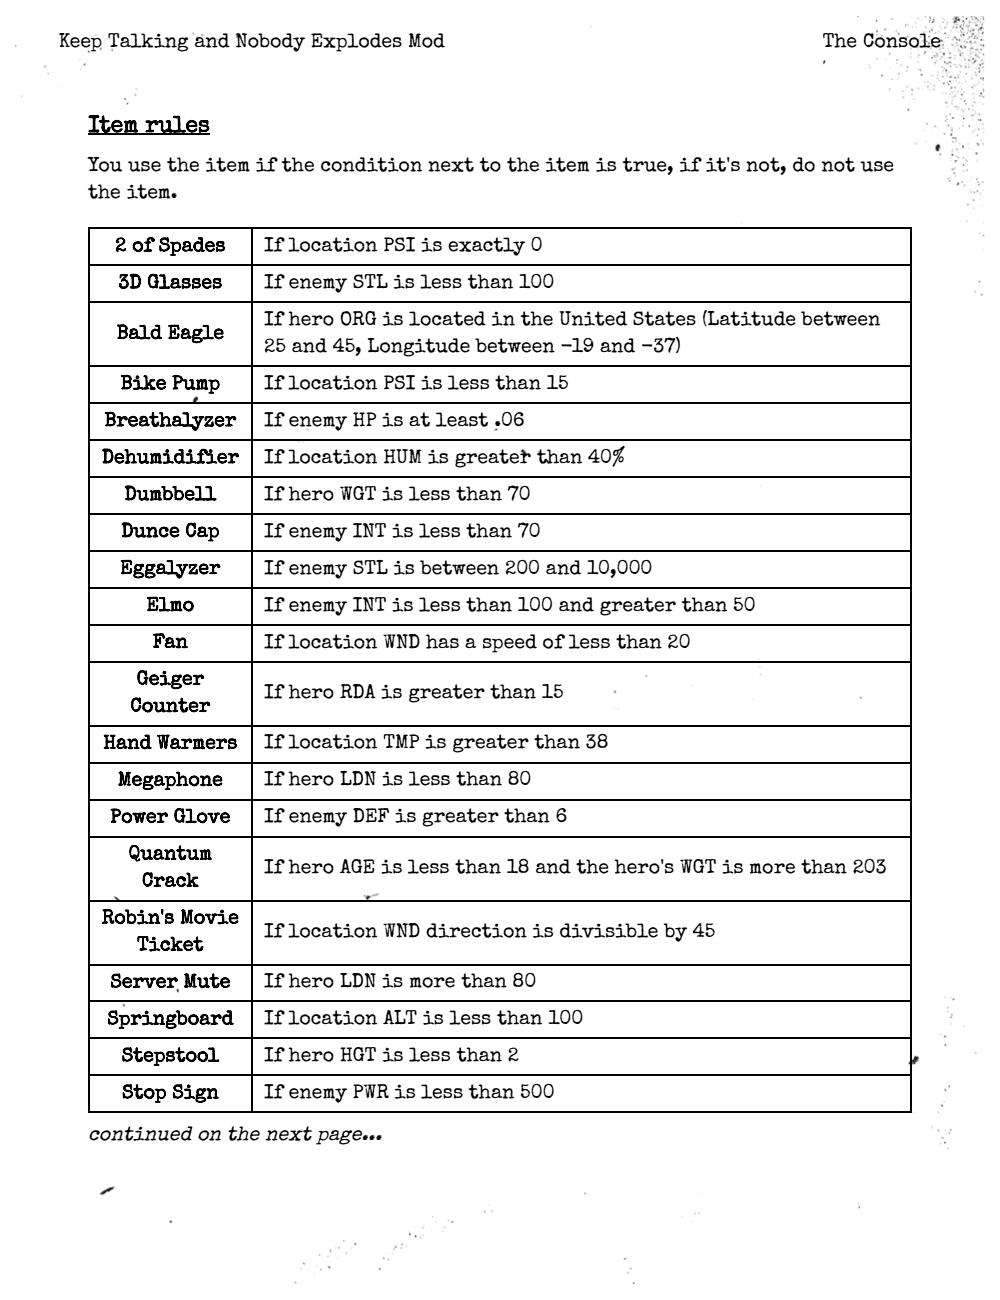 Keep Talking and Nobody Explodes Mod
The Console
Item rules
You use the item if the condition next to the item is true, if it's not, do not use
the item.
2 of Spades If location PSI is exactly 0
3D Glasses If enemy STL is less than 100
Bald Eagle If hero ORG is located in the United States (Latitude between
25 and 45, Longitude between -19 and -37)
Bike Pump If location PSI is less than 15
Breathalyzer If enemy HP is at least .06
Dehumidifier If location HUM is greater than 40%
Dumbbell If hero WGT is less than 70
Dunce Cap If enemy INT is less than 70
Eggalyzer If enemy STL is between 200 and 10,000
Elmo If enemy INT is less than 100 and greater than 50
Fan If location WND has a speed of less than 20
Geiger
Counter
If hero RDA is greater than 15
Hand Warmers If location TMP is greater than 38
Megaphone If hero LDN is less than 80
Power Glove If enemy DEF is greater than 6
Quantum
Crack
If hero AGE is less than 18 and the hero's WGT is more than 203
Robin's Movie
Ticket
If location WND direction is divisible by 45
Server Mute If hero LDN is more than 80
Springboard If location ALT is less than 100
Stepstool If hero HGT is less than 2
Stop Sign If enemy PWR is less than 500
continued on the next page...